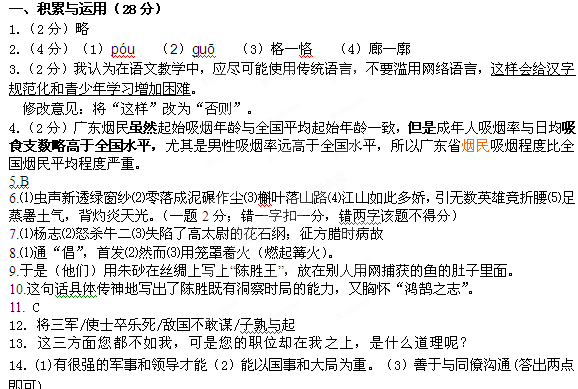 一、积累与运用（28 分）
1.（2 分）略
2.（4 分）（1）póu （2）guō （3）格一恪 （4）廊一廓
3.（2 分）我认为在语文教学中，应尽可能使用传统语言，不要滥用网络语言，这样会给汉字
规范化和青少年学习增加困难。
修改意见：将“这样”改为“否则”。
4.（2 分）广东烟民虽然起始吸烟年龄与全国平均起始年龄一致，但是成年人吸烟率与日均吸
食支数略高于全国水平，尤其是男性吸烟率远高于全国水平，所以广东省烟民吸烟程度比全
国烟民平均程度严重。
5.B
6.⑴虫声新透绿窗纱⑵零落成泥碾作尘⑶槲叶落山路⑷江山如此多娇，引无数英雄竞折腰⑸足
蒸暑土气，背灼炎天光。（一题 2 分；错一字扣一分，错两字该题不得分）
7.⑴杨志⑵怒杀牛二⑶失陷了高太尉的花石纲；征方腊时病故
8.⑴通“倡”，首发⑵然而⑶用笼罩着火（燃起篝火）。
9.于是（他们）用朱砂在丝绸上写上“陈胜王”，放在别人用网捕获的鱼的肚子里面。
10.这句话具体传神地写出了陈胜既有洞察时局的能力，又胸怀“鸿鹄之志”。
11. C
12. 将三军/使士卒乐死/敌国不敢谋/子孰与起
13. 这三方面您都不如我，可是您的职位却在我之上，是什么道理呢？
14. (1)有很强的军事和领导才能（2）能以国事和大局为重。（3）善于与同僚沟通(答出两点
即可)